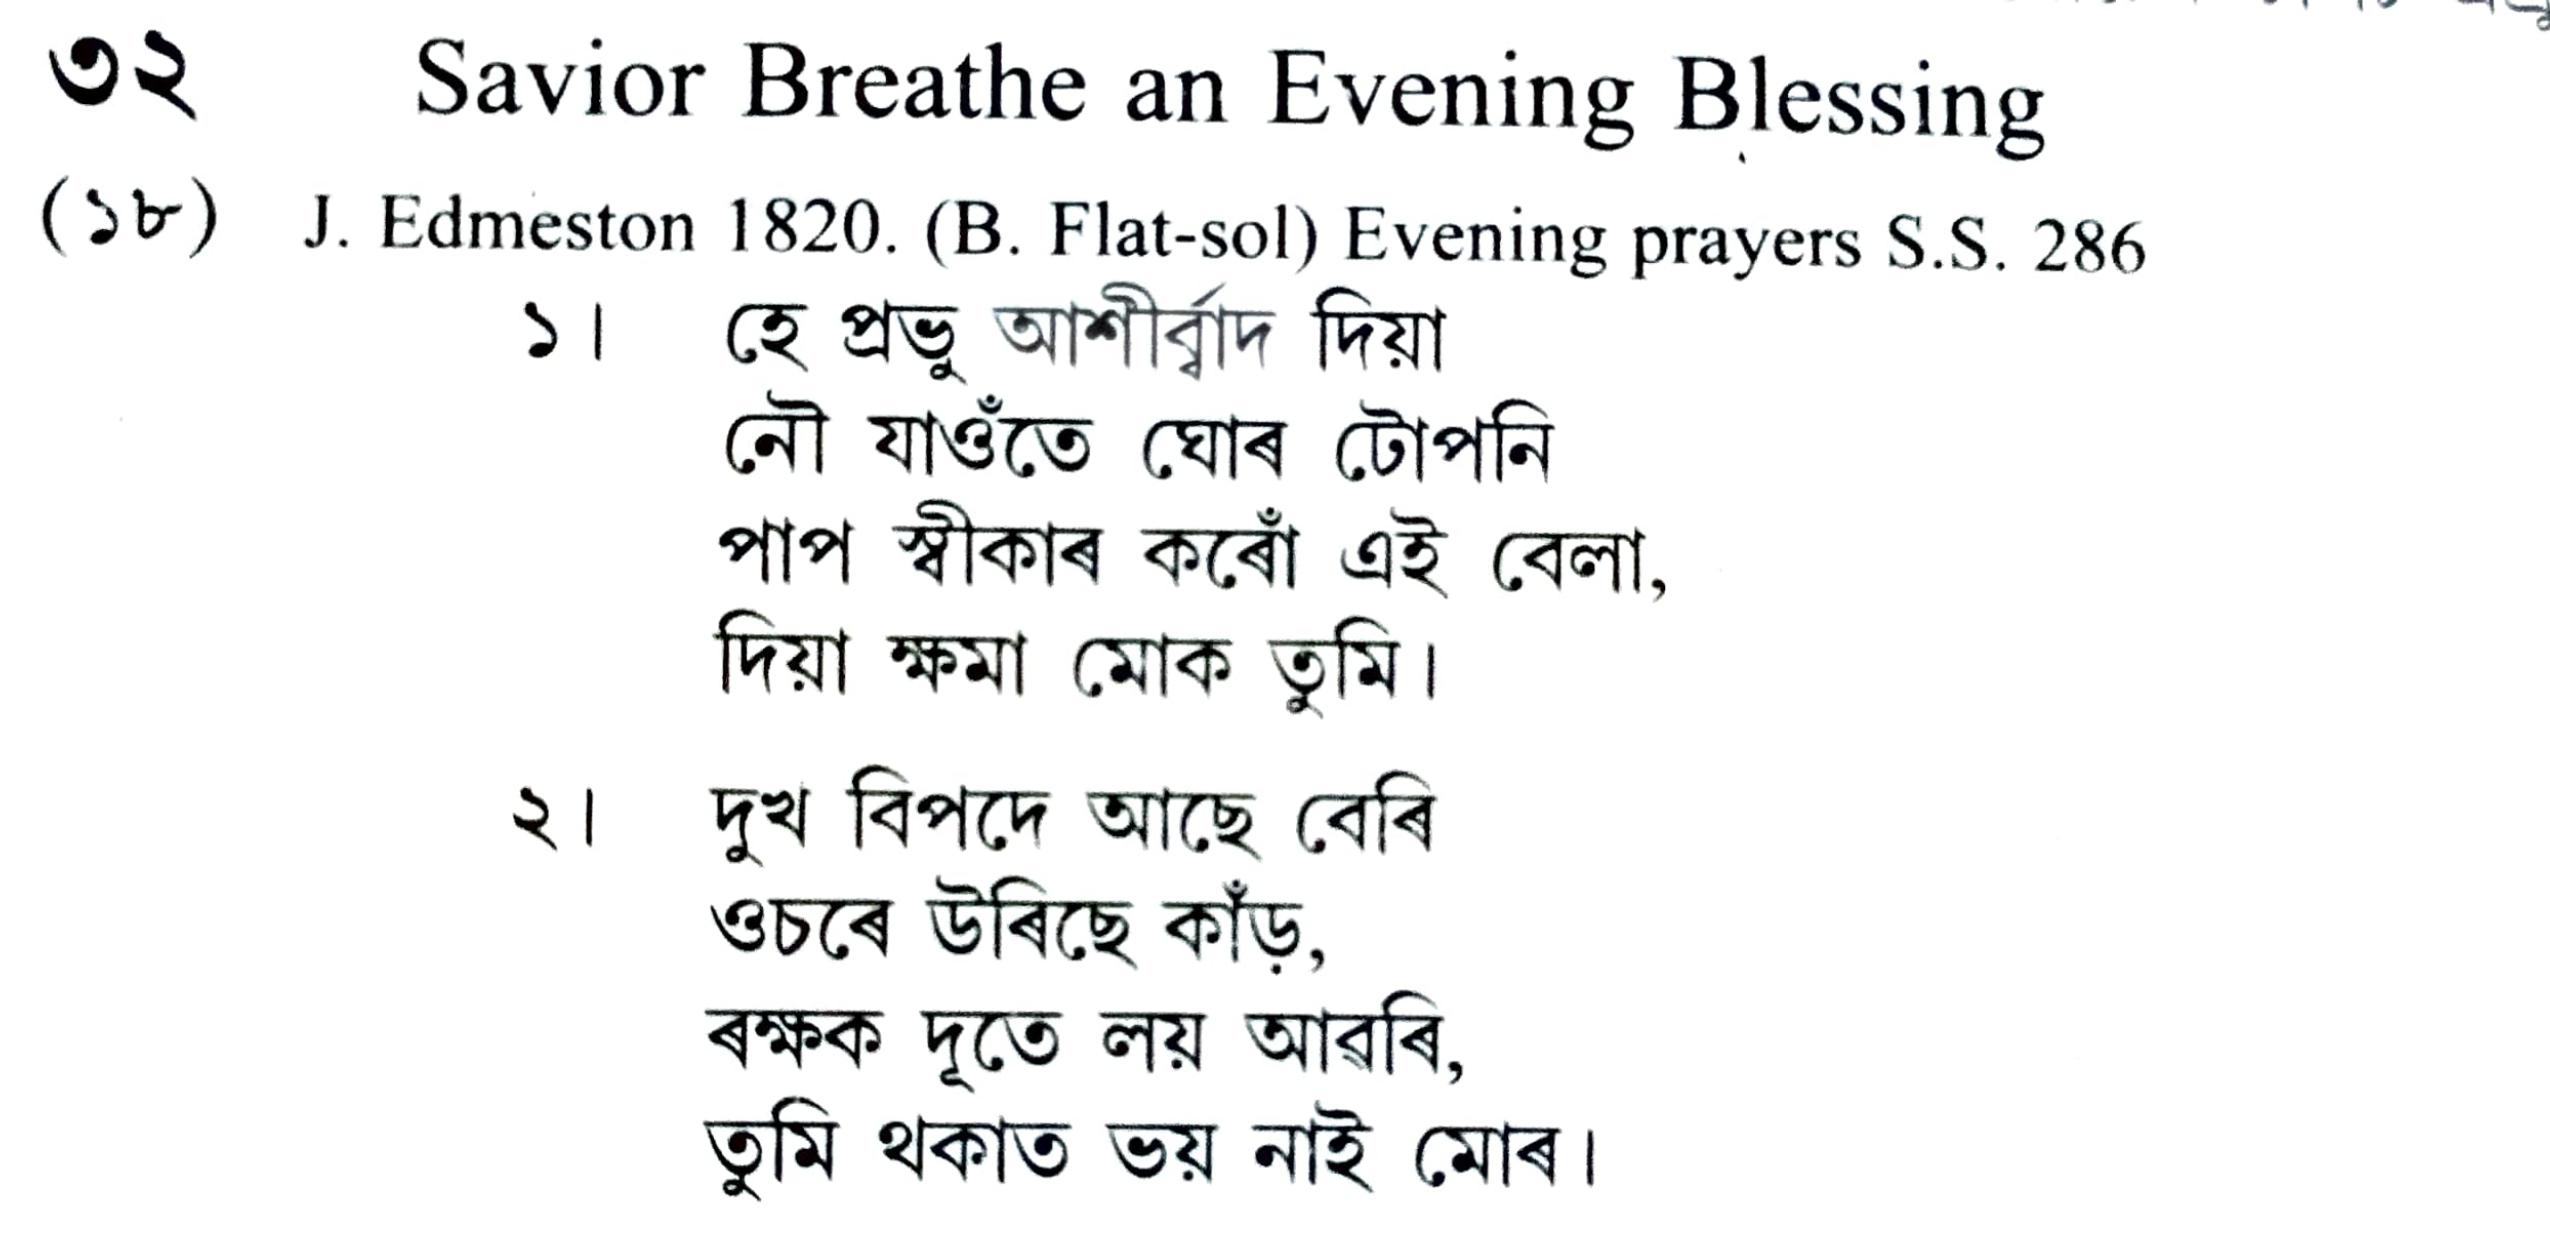 ৩২ Savior Breathe an Evening Blessing
(১৮) J. Edmeston 1820. (B. Flat-sol) Evening prayers S.S. 286
১। হে প্ৰভু আশীৰ্ব্বাদ দিয়া
নৌ যাওঁতে ঘোৰ টোপনি
পাপ স্বীকাৰ কৰোঁ এই বেলা,
দিয়া ক্ষমা মোক তুমি।
২। দুখ বিপদে আছে বেৰি
ওচৰে উৰিছে কাঁড়,
ৰক্ষক দূতে লয় আৱৰি,
তুমি থকাত ভয় নাই মোৰ।